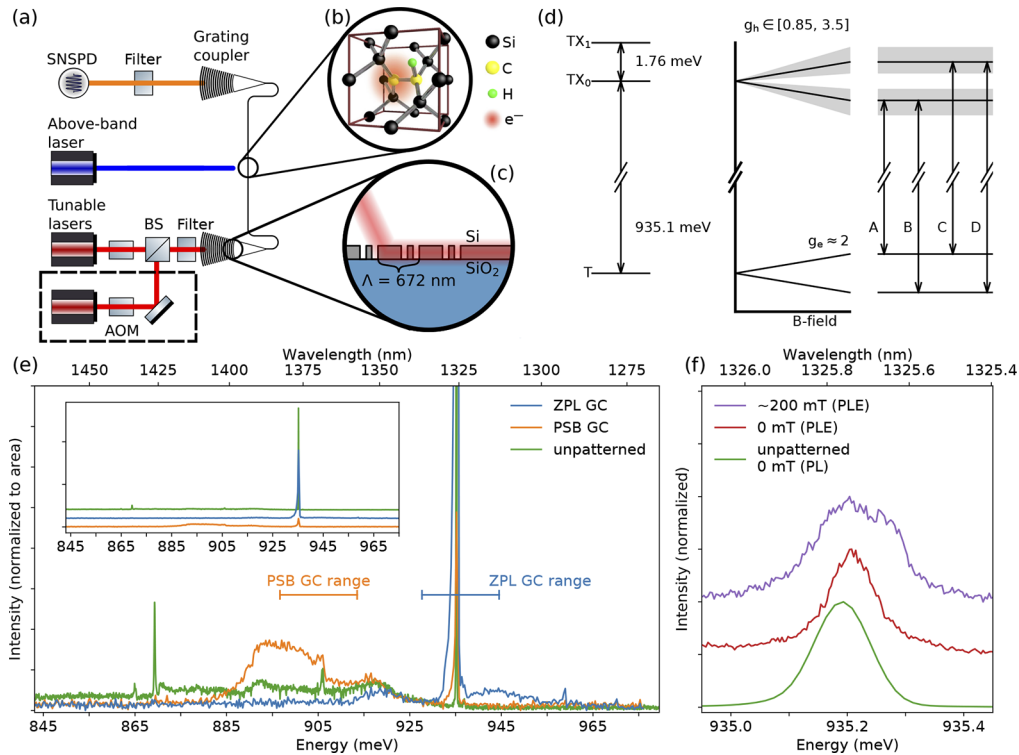 (a)
SNSPD
Filter
Grating
coupler
Above-band
laser
Tunable
lasers
BS
Filter
AOM
(b)
Si
C
H
e⁻
(c)
Si
SiO₂
Λ = 672 nm
(d)
TX₁
1.76 meV
TX₀
935.1 meV
T
gₕ ∈ [0.85, 3.5]
A
B
C
D
gₑ ≈ 2
B-field
(e)
Wavelength (nm)
1450
1425
1400
1375
1350
1325
1300
1275
Intensity (normalized to area)
ZPL GC
PSB GC
unpatterned
845
865
885
905
925
945
965
PSB GC range
ZPL GC range
845
865
885
905
925
945
965
Energy (meV)
(f)
Wavelength (nm)
1326.0
1325.8
1325.6
1325.4
Intensity (normalized)
~200 mT (PLE)
0 mT (PLE)
unpatterned
0 mT (PL)
935.0
935.2
935.4
Energy (meV)